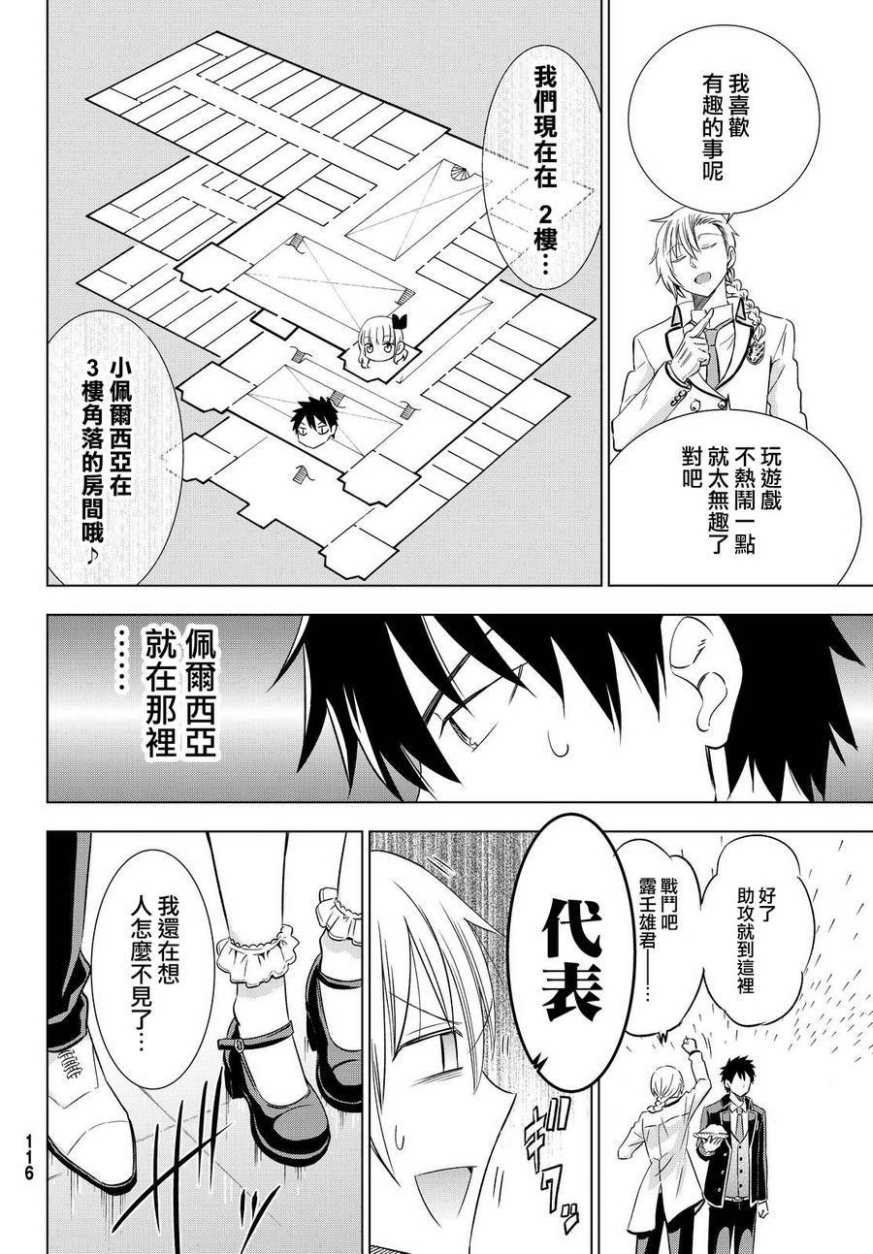 我喜歡
有趣的事呢
玩遊戲
不熱鬧一點
就太無趣了
對吧
我們現在在 2樓…
小佩爾西亞在
3樓角落的房間哦♪
佩爾西亞
就在那裡
……
好了
助攻就到這裡
戰鬥吧
露壬雄君——…
代表
我還在想
人怎麼不見了…
116